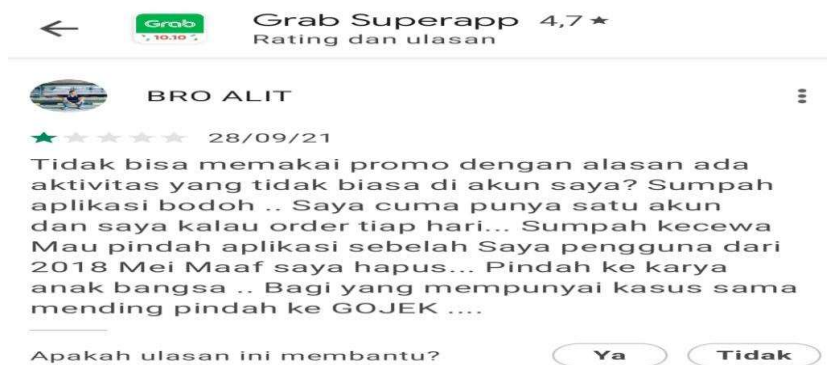 Grab Superapp 4,7★
Grab
10.10
Rating dan ulasan
BRO ALIT
28/09/21
Tidak bisa memakai promo dengan alasan ada
aktivitas yang tidak biasa di akun saya? Sumpah
aplikasi bodoh .. Saya cuma punya satu akun
dan saya kalau order tiap hari... Sumpah kecewa
Mau pindah aplikasi sebelah Saya pengguna dari
2018 Mei Maaf saya hapus... Pindah ke karya
anak bangsa .. Bagi yang mempunyai kasus sama
mending pindah ke GOJEK ....
Apakah ulasan ini membantu?
Ya
Tidak